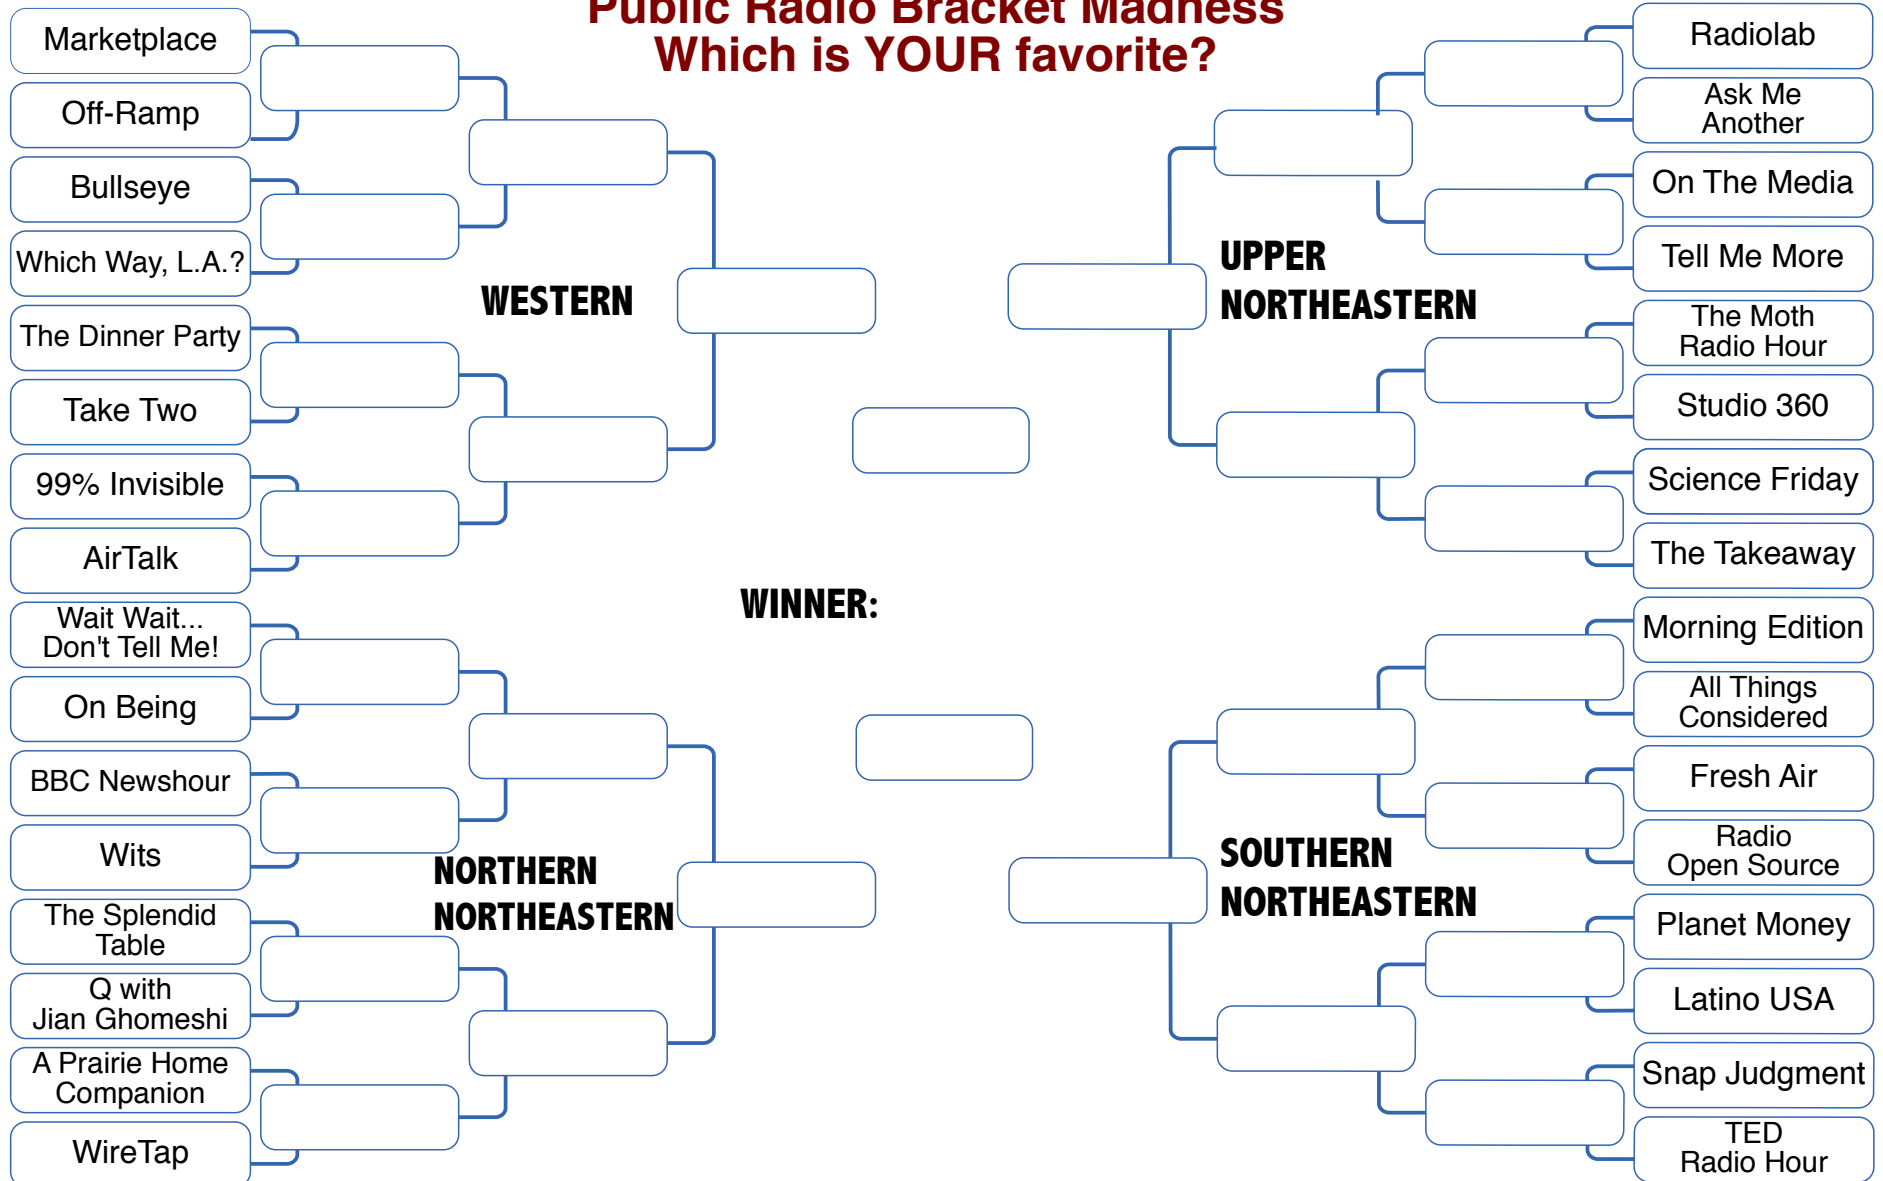 Public Radio Bracket Madness
Which is YOUR favorite?
Marketplace
Off-Ramp
Bullseye
Which Way, L.A.?
The Dinner Party
Take Two
99% Invisible
AirTalk
WESTERN
Wait Wait...
Don't Tell Me!
On Being
BBC Newshour
Wits
The Splendid
Table
Q with
Jian Ghomeshi
A Prairie Home
Companion
WireTap
NORTHERN
NORTHEASTERN
WINNER:
Radiolab
Ask Me
Another
On The Media
Tell Me More
The Moth
Radio Hour
Studio 360
Science Friday
The Takeaway
UPPER
NORTHEASTERN
Morning Edition
All Things
Considered
Fresh Air
Radio
Open Source
Planet Money
Latino USA
Snap Judgment
TED
Radio Hour
SOUTHERN
NORTHEASTERN